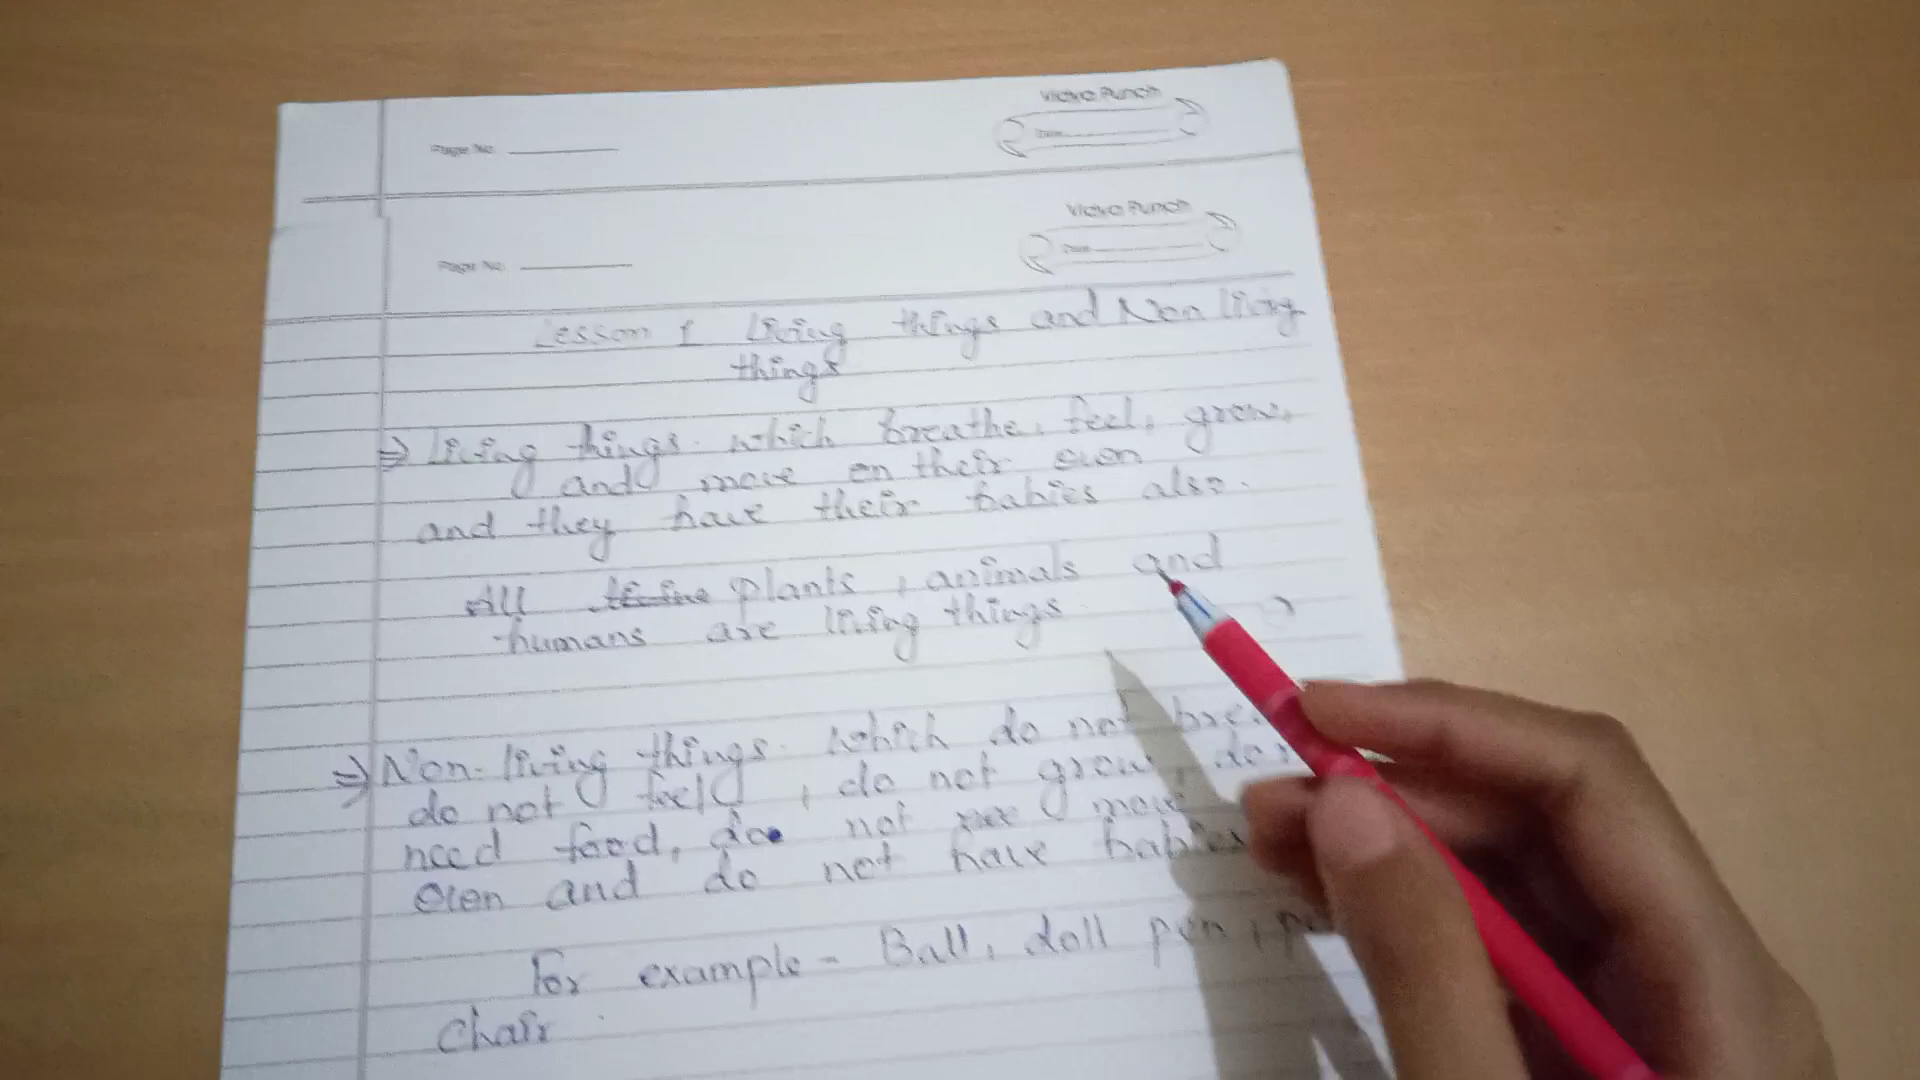 Vidya Punch
Page No.
Date
Vidya Punch
Page No.
Date
Lesson 1 living things and Non living
things
⇒ living things. which breathe, feel, grow,
and move on their own
and they have their babies also.
All plants, animals and
humans are living things
⇒ Non-living things. which do not
do not feel, do not grow, do
need food, do not move
own and do not have babies
For example - Ball, doll pen,
chair.